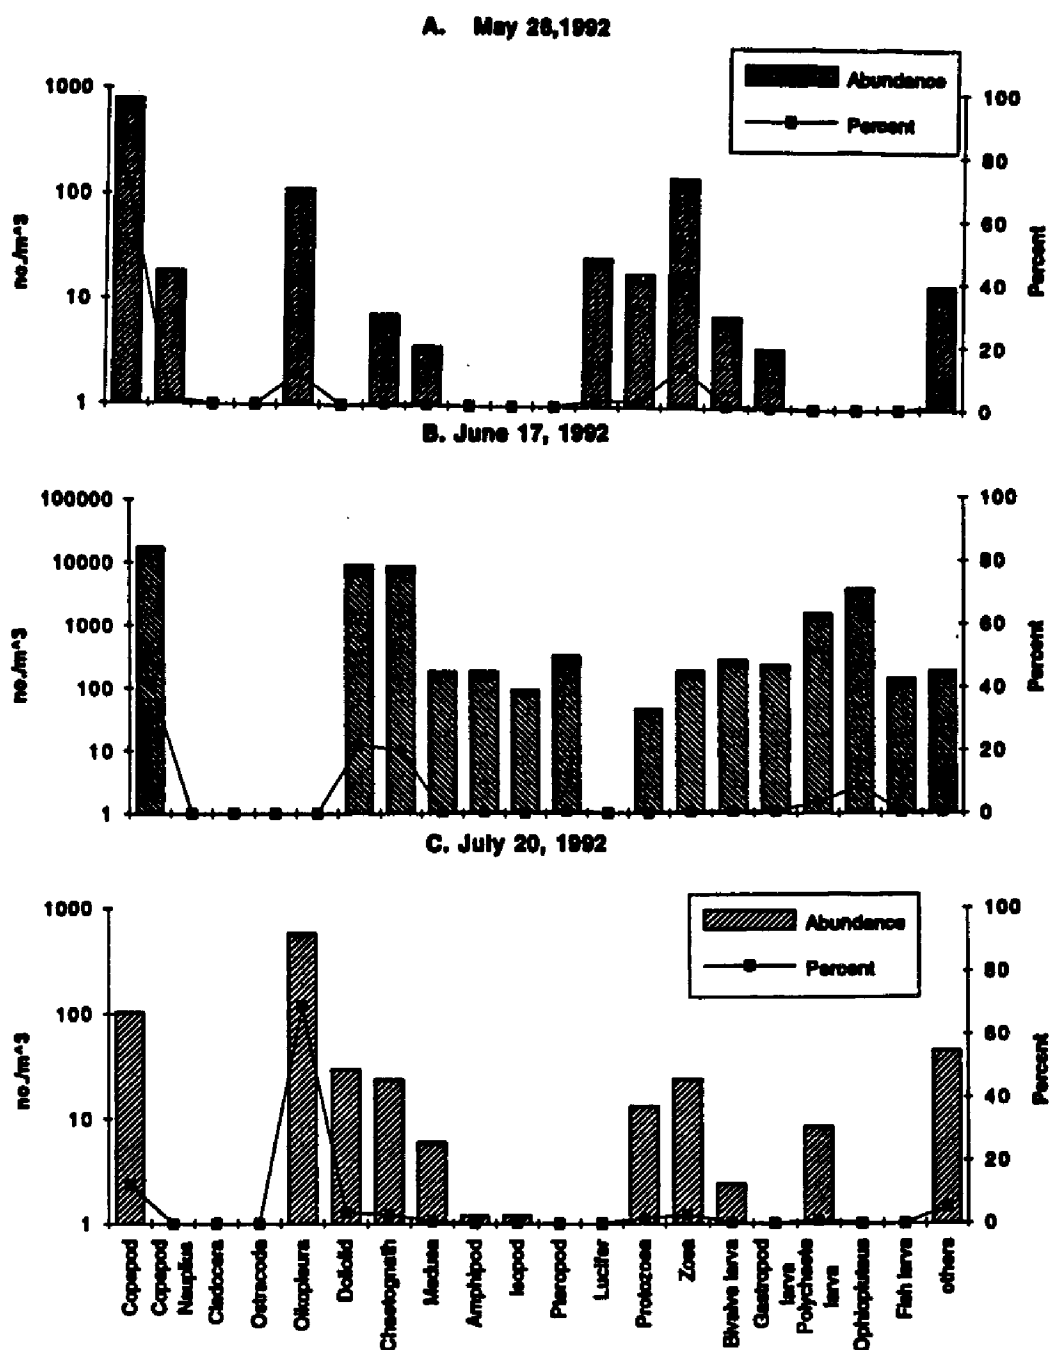 A. May 26,1992
Abundance
Percent
1000
100
10
1
no./m^3
100
80
60
40
20
0
Percent
B. June 17, 1992
100000
10000
1000
100
10
1
no./m^3
100
80
60
40
20
0
Percent
C. July 20, 1992
Abundance
Percent
1000
100
10
1
no./m^3
100
80
60
40
20
0
Percent
Copepod
Copepod
Nauplius
Cladocera
Ostracode
Oikopleura
Doliolid
Chaetognath
Medusa
Amphipod
Isopod
Pteropod
Lucifer
Protozoea
Zoea
Bivalve larva
Gastropod
larva
Polychaete
larva
Ophiopluteus
Fish larva
others